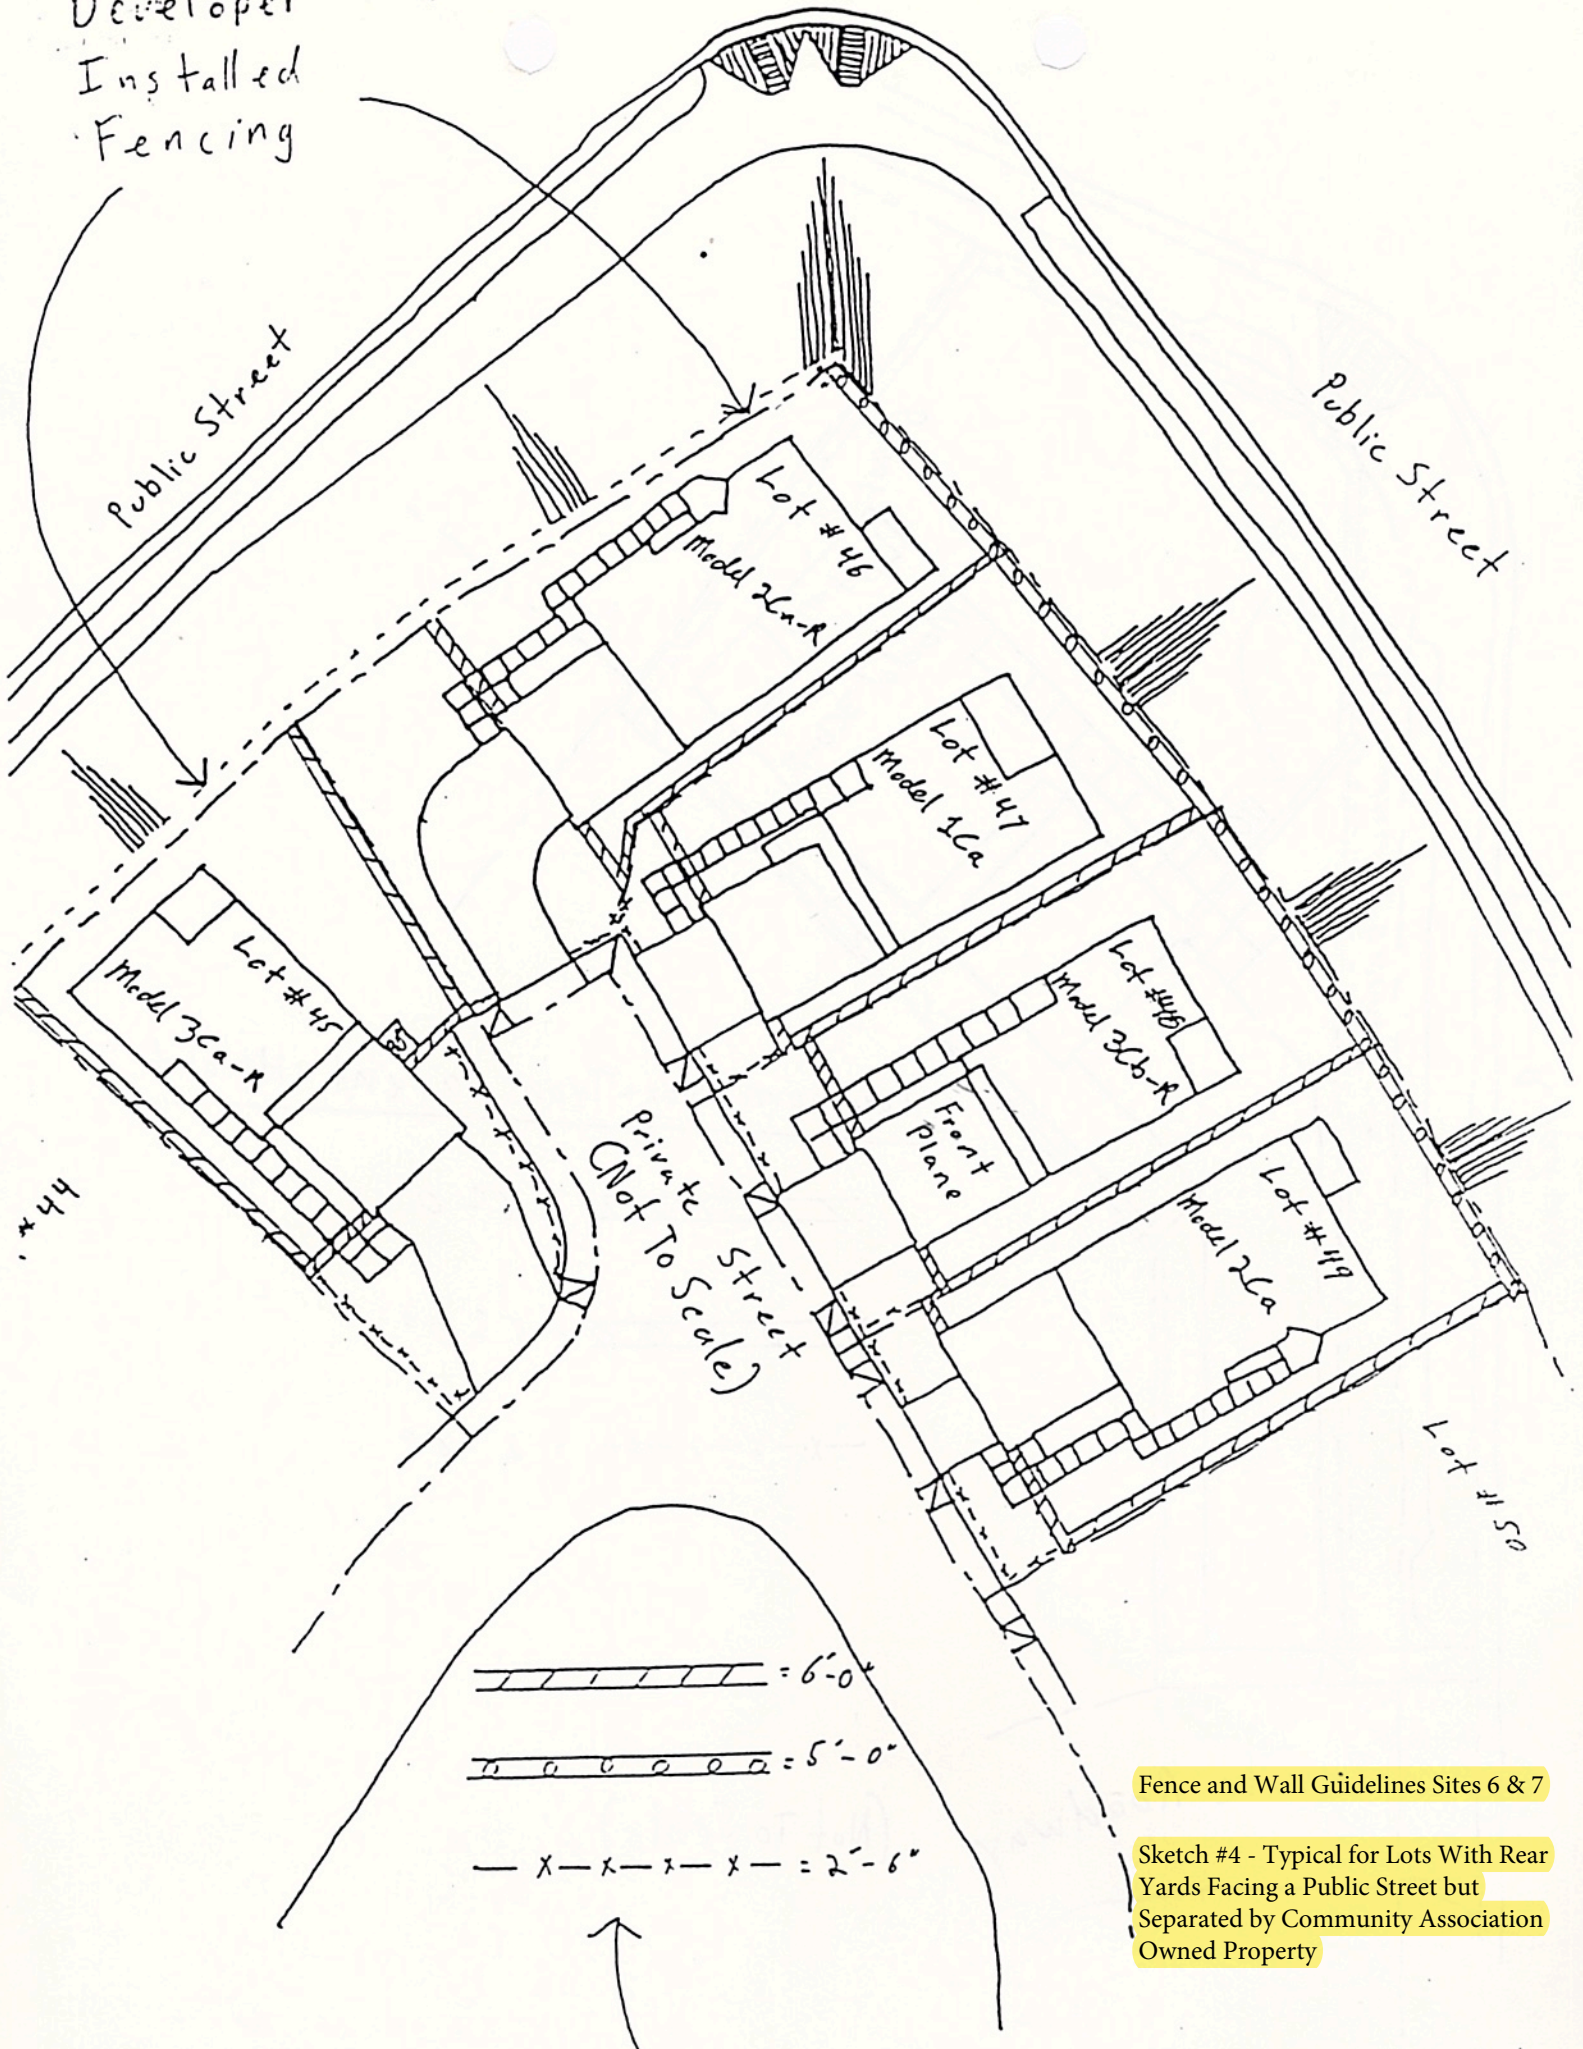 Developer
Installed
Fencing
Public Street
Public Street
Lot #46
Model 2Ca-R
Lot #47
Model 1Ca
Lot #45
Model 3Ca-R
Lot #48
Model 3Cb-R
Front
Plane
Lot #49
Model 2Ca
#44
Private Street
(Not To Scale)
Lot #50
= 6'-0"
= 5'-0"
= 2'-6"
Fence and Wall Guidelines Sites 6 & 7
Sketch #4 - Typical for Lots With Rear
Yards Facing a Public Street but
Separated by Community Association
Owned Property